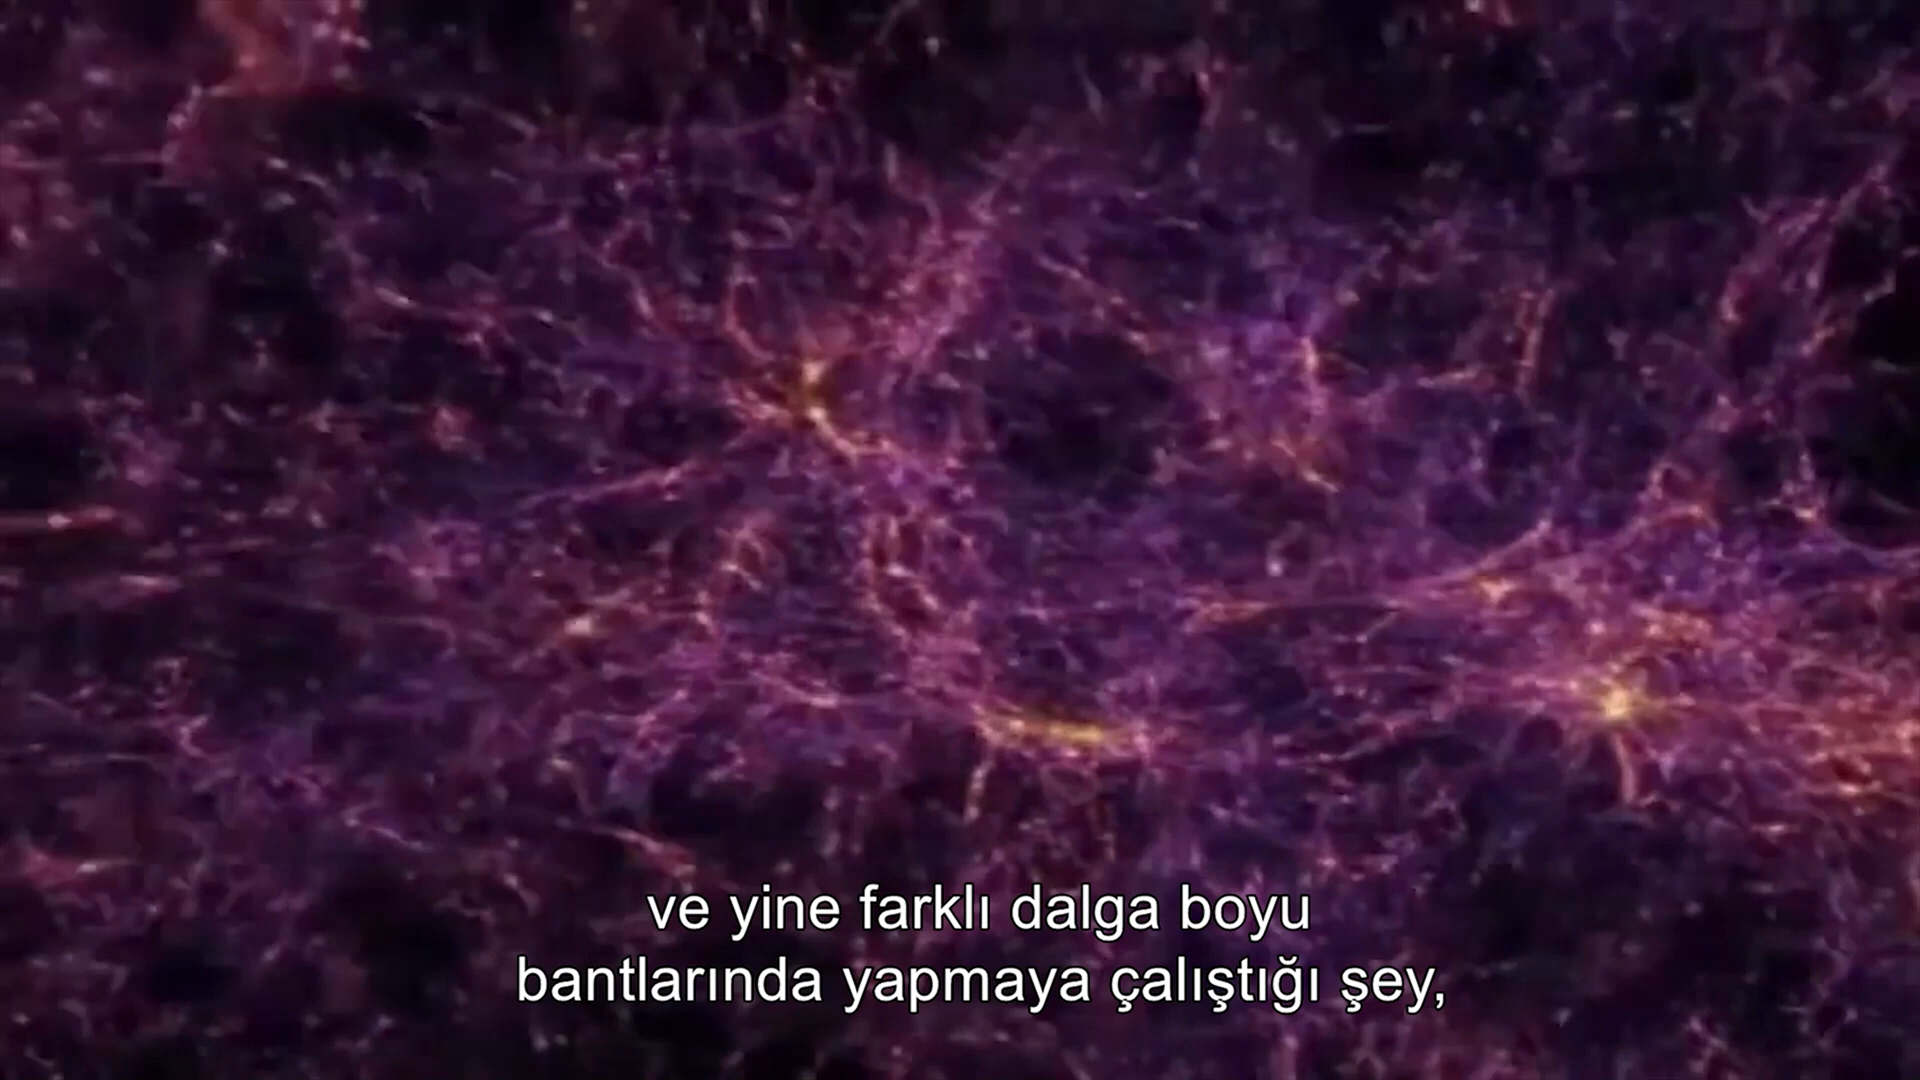 ve yine farklı dalga boyu
bantlarında yapmaya çalıştığı şey,